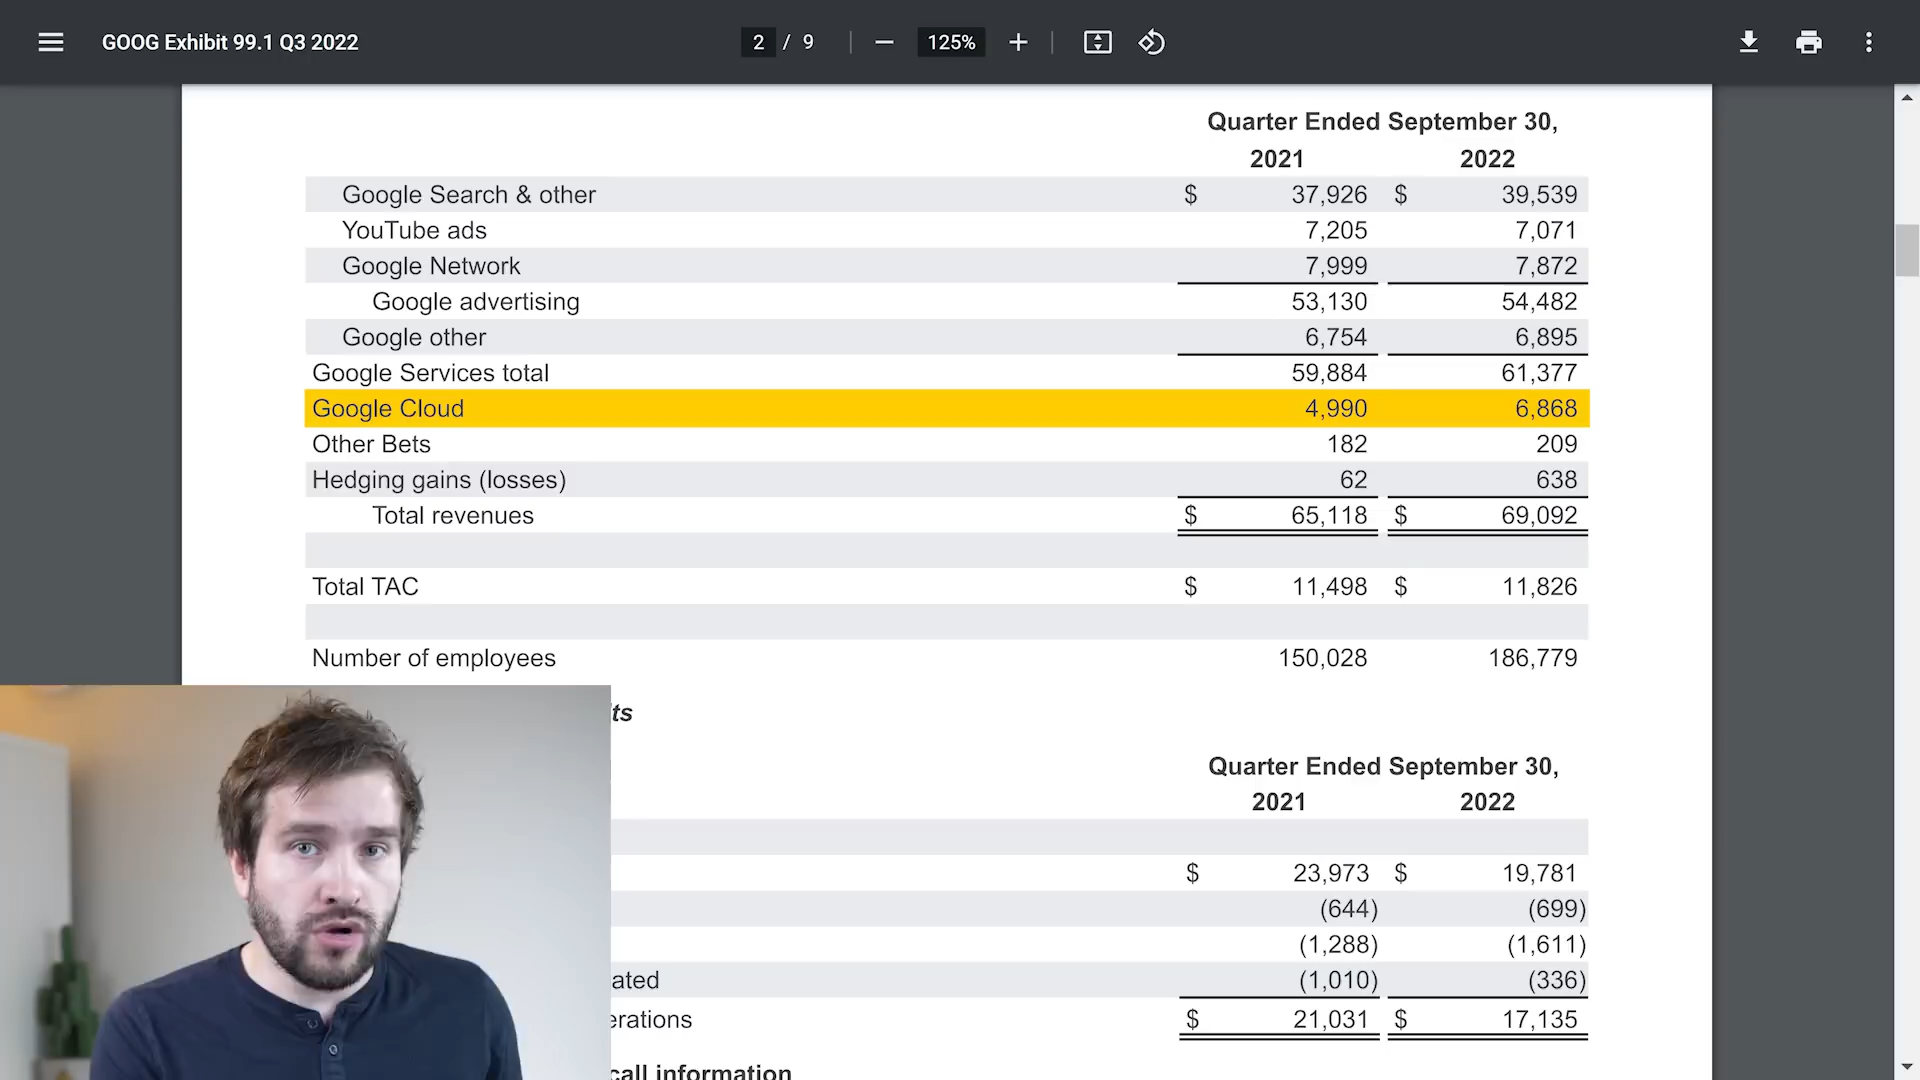 GOOG Exhibit 99.1 Q3 2022 2 / 9 125%
Quarter Ended September 30,
2021 2022
Google Search & other $ 37,926 $ 39,539
YouTube ads 7,205 7,071
Google Network 7,999 7,872
Google advertising 53,130 54,482
Google other 6,754 6,895
Google Services total 59,884 61,377
Google Cloud 4,990 6,868
Other Bets 182 209
Hedging gains (losses) 62 638
Total revenues $ 65,118 $ 69,092
Total TAC $ 11,498 $ 11,826
Number of employees 150,028 186,779
ts
Quarter Ended September 30,
2021 2022
$ 23,973 $ 19,781
(644) (699)
(1,288) (1,611)
ated (1,010) (336)
erations $ 21,031 $ 17,135
call information